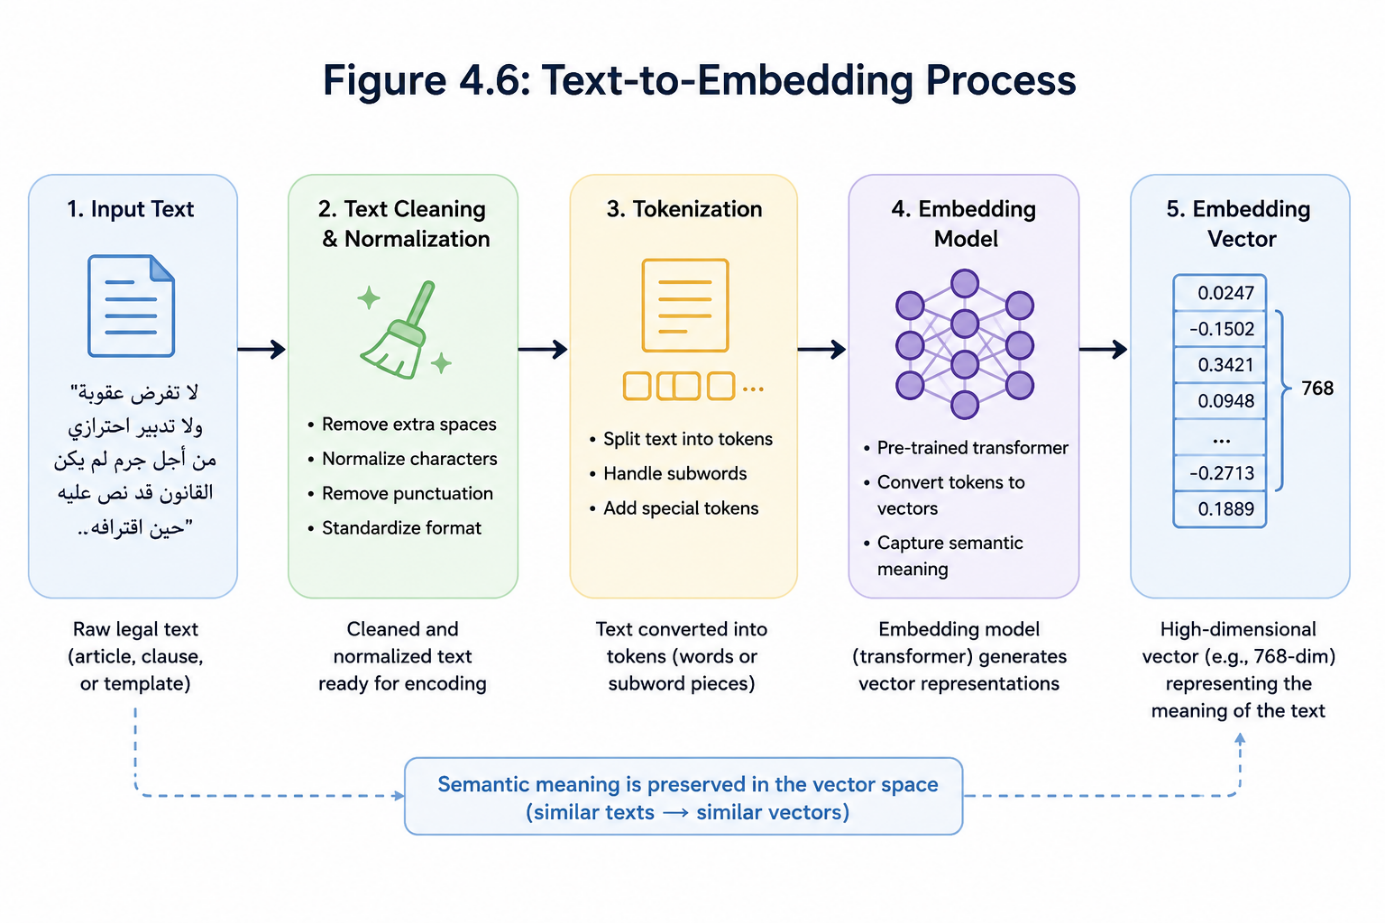 Figure 4.6: Text-to-Embedding Process
1. Input Text
"لا تفرض عقوبة
ولا تدبير احترازي
من أجل جرم لم يكن
القانون قد نص عليه
حين اقترافه.."
Raw legal text
(article, clause,
or template)
2. Text Cleaning
& Normalization
• Remove extra spaces
• Normalize characters
• Remove punctuation
• Standardize format
Cleaned and
normalized text
ready for encoding
3. Tokenization
...
• Split text into tokens
• Handle subwords
• Add special tokens
Text converted into
tokens (words or
subword pieces)
4. Embedding
Model
• Pre-trained transformer
• Convert tokens to
vectors
• Capture semantic
meaning
Embedding model
(transformer) generates
vector representations
5. Embedding
Vector
0.0247
-0.1502
0.3421
0.0948
...
-0.2713
0.1889
768
High-dimensional
vector (e.g., 768-dim)
representing the
meaning of the text
Semantic meaning is preserved in the vector space
(similar texts → similar vectors)